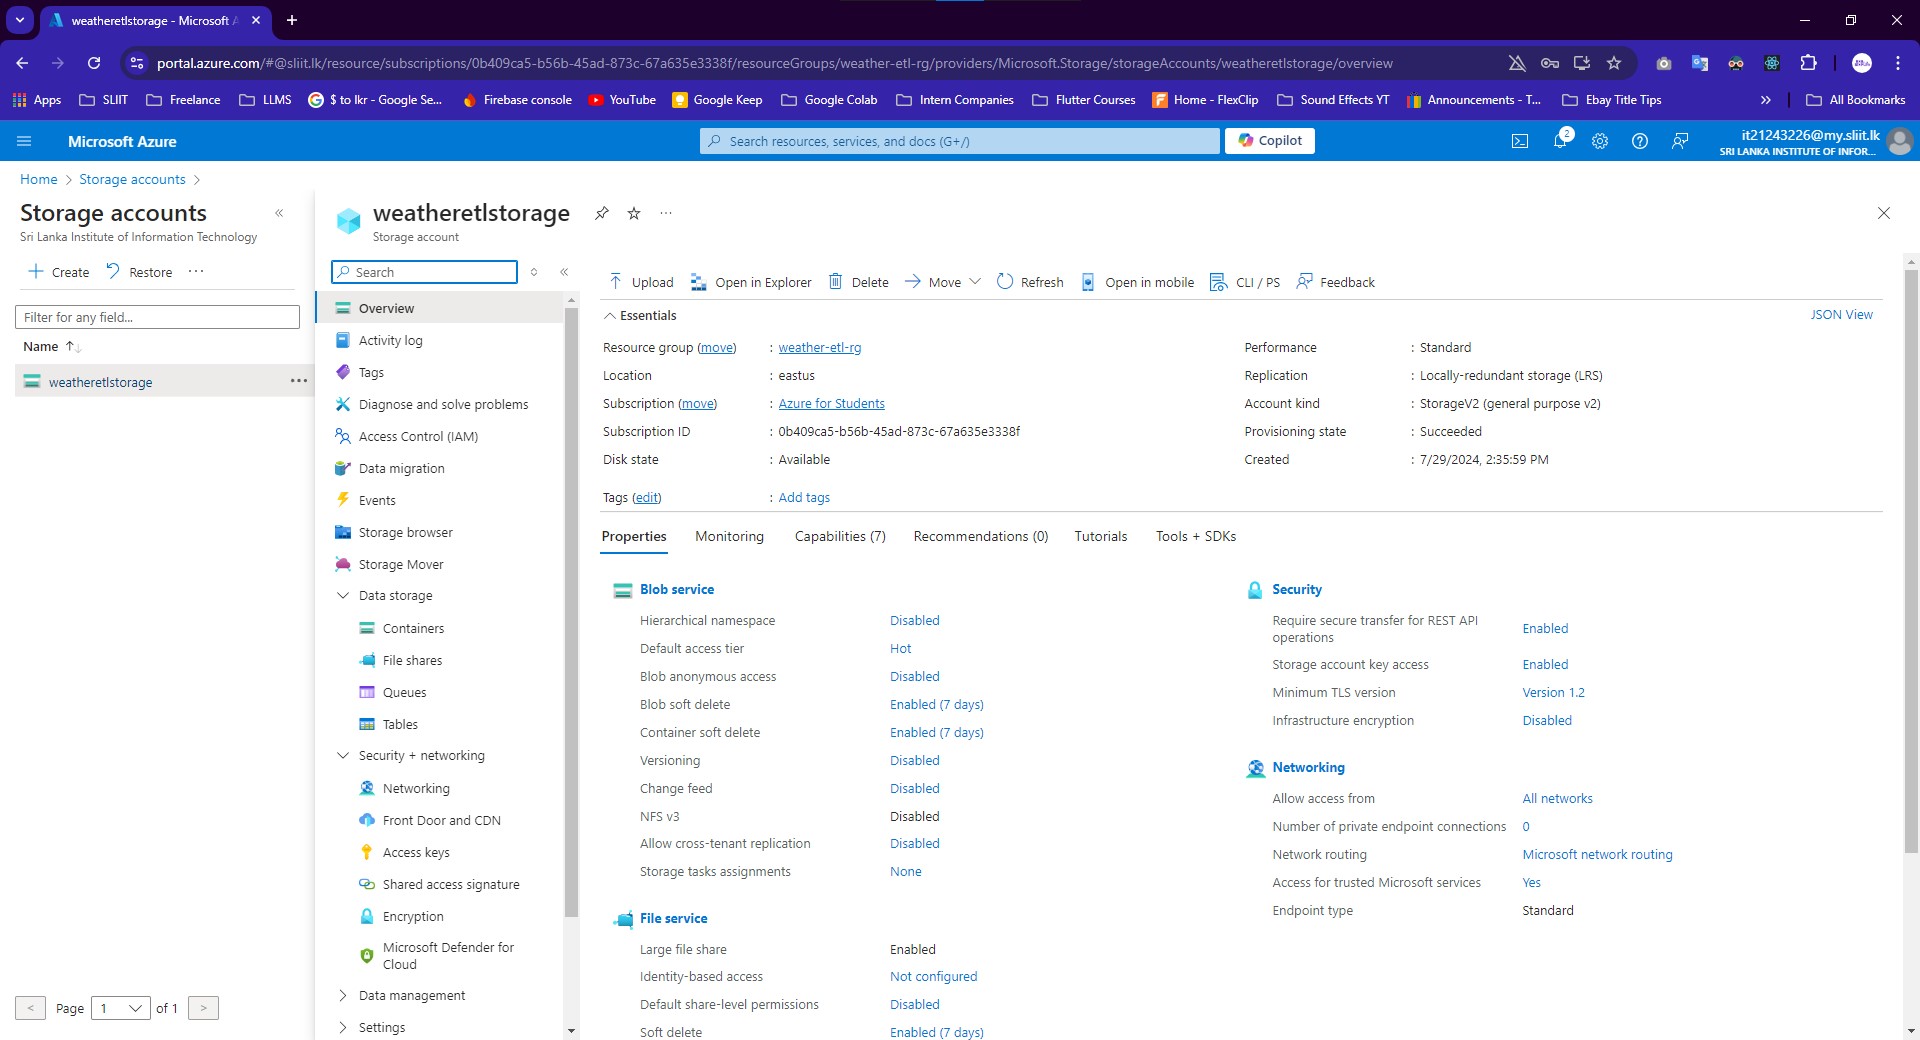 weatheretlstorage - Microsoft A
portal.azure.com/#@sliit.lk/resource/subscriptions/0b409ca5-b56b-45ad-873c-67a635e3338f/resourceGroups/weather-etl-rg/providers/Microsoft.Storage/storageAccounts/weatheretlstorage/overview
Apps SLIIT Freelance LLMS $ to lkr - Google Se... Firebase console YouTube Google Keep Google Colab Intern Companies Flutter Courses Home - FlexClip Sound Effects YT Announcements - T... Ebay Title Tips » All Bookmarks
Microsoft Azure
Search resources, services, and docs (G+/)
Copilot
2
it21243226@my.sliit.lk
SRI LANKA INSTITUTE OF INFOR...
Home > Storage accounts >
Storage accounts
Sri Lanka Institute of Information Technology
+ Create Restore ...
Filter for any field...
Name ↑↓
weatheretlstorage ...
< Page 1 of 1 >
weatheretlstorage ...
Storage account
Search
Overview
Activity log
Tags
Diagnose and solve problems
Access Control (IAM)
Data migration
Events
Storage browser
Storage Mover
Data storage
Containers
File shares
Queues
Tables
Security + networking
Networking
Front Door and CDN
Access keys
Shared access signature
Encryption
Microsoft Defender for
Cloud
Data management
Settings
Upload Open in Explorer Delete Move Refresh Open in mobile CLI / PS Feedback
Essentials
JSON View
Resource group (move) : weather-etl-rg
Location : eastus
Subscription (move) : Azure for Students
Subscription ID : 0b409ca5-b56b-45ad-873c-67a635e3338f
Disk state : Available
Performance : Standard
Replication : Locally-redundant storage (LRS)
Account kind : StorageV2 (general purpose v2)
Provisioning state : Succeeded
Created : 7/29/2024, 2:35:59 PM
Tags (edit) : Add tags
Properties Monitoring Capabilities (7) Recommendations (0) Tutorials Tools + SDKs
Blob service
Hierarchical namespace Disabled
Default access tier Hot
Blob anonymous access Disabled
Blob soft delete Enabled (7 days)
Container soft delete Enabled (7 days)
Versioning Disabled
Change feed Disabled
NFS v3 Disabled
Allow cross-tenant replication Disabled
Storage tasks assignments None
File service
Large file share Enabled
Identity-based access Not configured
Default share-level permissions Disabled
Soft delete Enabled (7 days)
Security
Require secure transfer for REST API
operations Enabled
Storage account key access Enabled
Minimum TLS version Version 1.2
Infrastructure encryption Disabled
Networking
Allow access from All networks
Number of private endpoint connections 0
Network routing Microsoft network routing
Access for trusted Microsoft services Yes
Endpoint type Standard